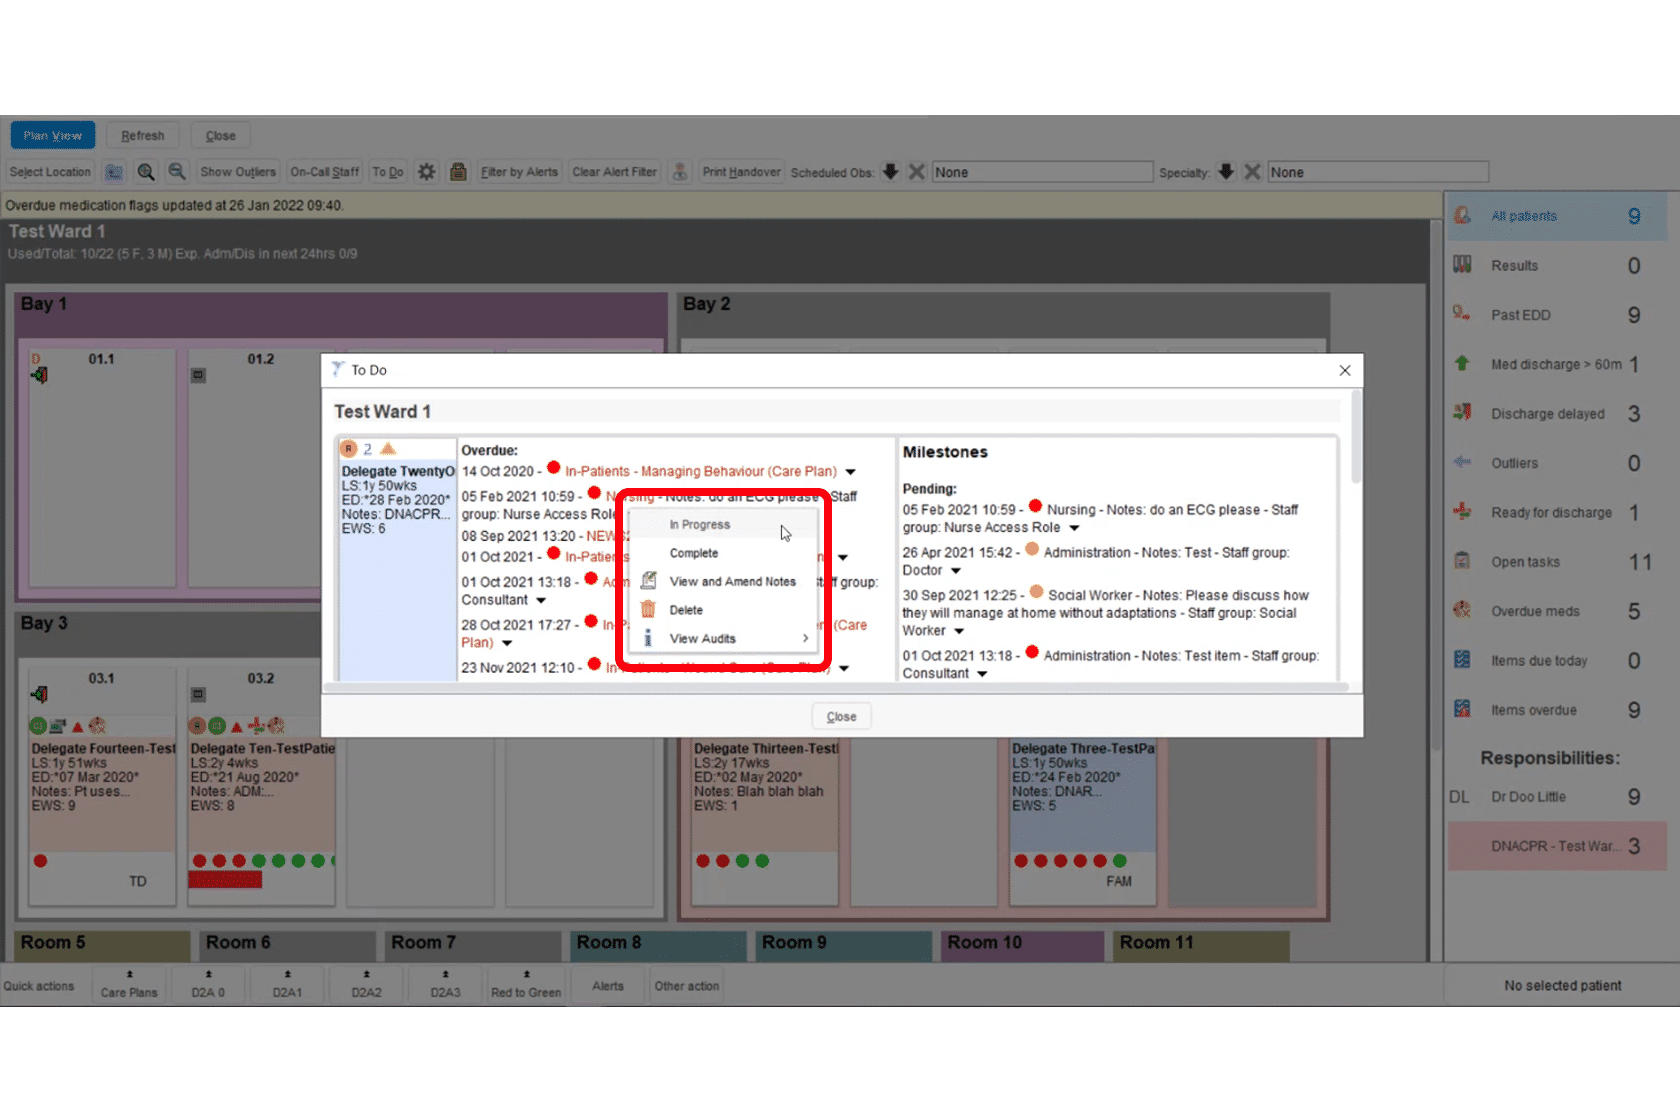 Plan View Refresh Close
Select Location Show Outliers On-Call Staff To Do Filter by Alerts Clear Alert Filter Print Handover Scheduled Obs: None Specialty: None
Overdue medication flags updated at 26 Jan 2022 09:40.
Test Ward 1
Used/Total: 10/22 (5 F, 3 M) Exp. Adm/Dis in next 24hrs 0/9
Bay 1
Bay 2
D 01.1
01.2
To Do
Test Ward 1
R 2
Delegate TwentyO
LS:1y 50wks
ED:*28 Feb 2020*
Notes: DNACPR...
EWS: 6
Overdue:
14 Oct 2020 - In-Patients - Managing Behaviour (Care Plan)
05 Feb 2021 10:59 - Nursing - Notes: do an ECG please - Staff
group: Nurse Access Role
08 Sep 2021 13:20 - NEWS2
01 Oct 2021 - In-Patients
01 Oct 2021 13:18 - Adm Staff group:
Consultant
28 Oct 2021 17:27 - In-P (Care
Plan)
23 Nov 2021 12:10 -
In Progress
Complete
View and Amend Notes
Delete
View Audits
Milestones
Pending:
05 Feb 2021 10:59 - Nursing - Notes: do an ECG please - Staff
group: Nurse Access Role
26 Apr 2021 15:42 - Administration - Notes: Test - Staff group:
Doctor
30 Sep 2021 12:25 - Social Worker - Notes: Please discuss how
they will manage at home without adaptations - Staff group: Social
Worker
01 Oct 2021 13:18 - Administration - Notes: Test item - Staff group:
Consultant
Close
Bay 3
03.1
Delegate Fourteen-Test
LS:1y 51wks
ED:*07 Mar 2020*
Notes: Pt uses...
EWS: 9
TD
03.2
Delegate Ten-TestPatie
LS:2y 4wks
ED:*21 Aug 2020*
Notes: ADM:...
EWS: 8
Delegate Thirteen-Test
LS:2y 17wks
ED:*02 May 2020*
Notes: Blah blah blah
EWS: 1
Delegate Three-TestPa
LS:1y 50wks
ED:*24 Feb 2020*
Notes: DNAR...
EWS: 5
FAM
Room 5 Room 6 Room 7 Room 8 Room 9 Room 10 Room 11
Quick actions Care Plans D2A 0 D2A1 D2A2 D2A3 Red to Green Alerts Other action
All patients 9
Results 0
Past EDD 9
Med discharge > 60m 1
Discharge delayed 3
Outliers 0
Ready for discharge 1
Open tasks 11
Overdue meds 5
Items due today 0
Items overdue 9
Responsibilities:
DL Dr Doo Little 9
DNACPR - Test War... 3
No selected patient